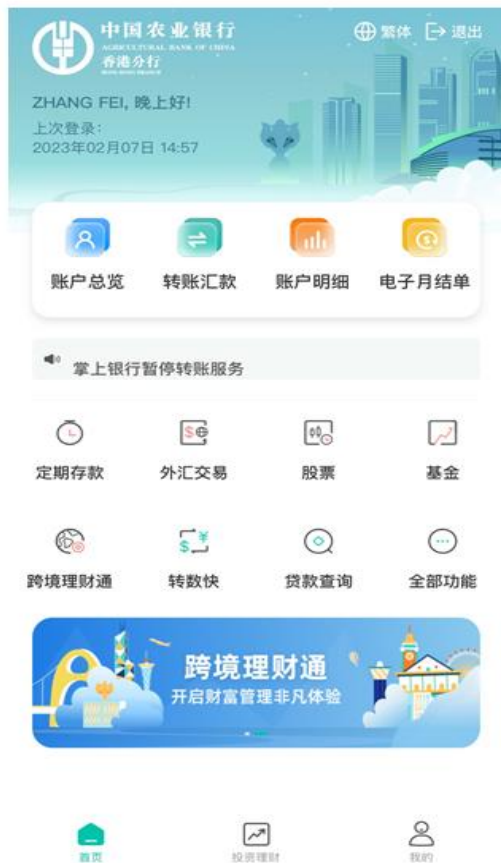 中国农业银行
AGRICULTURAL BANK OF CHINA
香港分行
HONG KONG BRANCH
繁体 退出
ZHANG FEI, 晚上好!
上次登录:
2023年02月07日 14:57
账户总览 转账汇款 账户明细 电子月结单
掌上银行暂停转账服务
定期存款 外汇交易 股票 基金
跨境理财通 转数快 贷款查询 全部功能
跨境理财通
开启财富管理非凡体验
首页 投资理财 我的